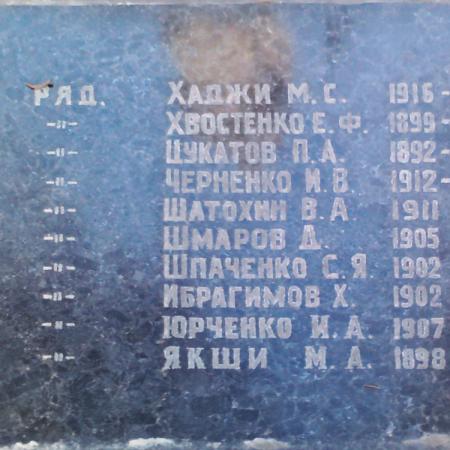 РЯД. ХАДЖИ М.С. 1916-
-"- ХВОСТЕНКО Е.Ф. 1899-
-"- ЦУКАТОВ П.А. 1892-
-"- ЧЕРНЕНКО И.В 1912-
-"- ШАТОХИН В.А 1911
-"- ШМАРОВ Д. 1905
-"- ШПАЧЕНКО С.Я 1902
-"- ИБРАГИМОВ Х. 1902
-"- ЮРЧЕНКО И.А. 1907
-"- ЯКШИ М.А. 1898